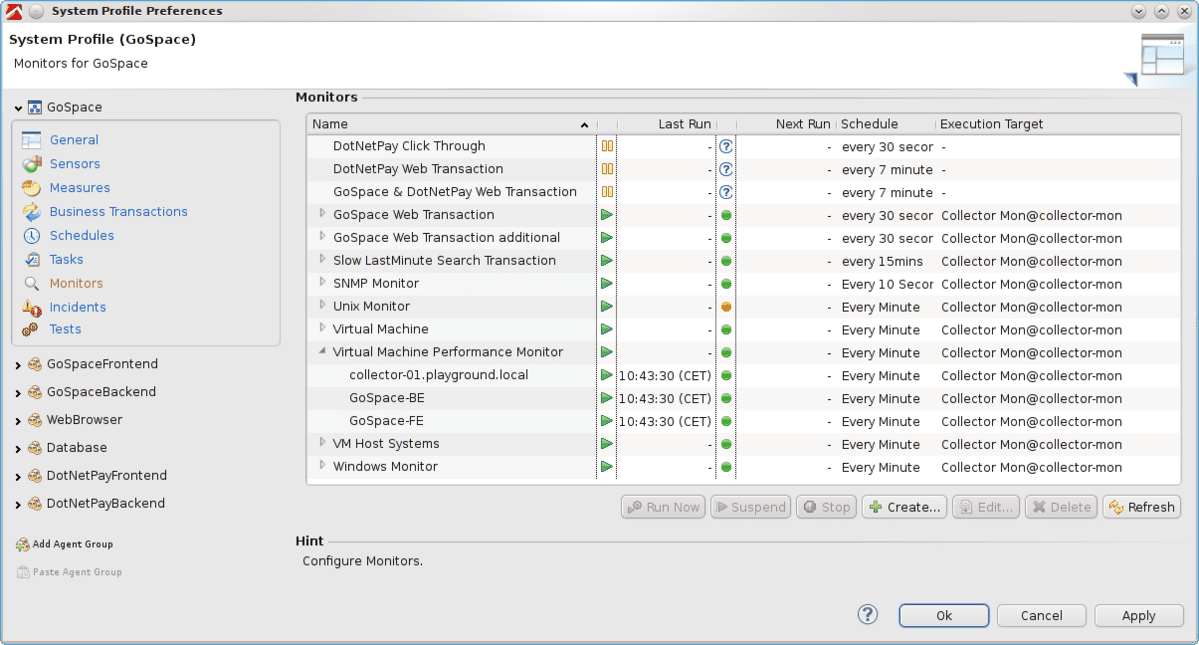 System Profile Preferences
System Profile (GoSpace)
Monitors for GoSpace
GoSpace
General
Sensors
Measures
Business Transactions
Schedules
Tasks
Monitors
Incidents
Tests
GoSpaceFrontend
GoSpaceBackend
WebBrowser
Database
DotNetPayFrontend
DotNetPayBackend
Add Agent Group
Paste Agent Group
Monitors
Name Last Run Next Run Schedule Execution Target
DotNetPay Click Through - - every 30 secor -
DotNetPay Web Transaction - - every 7 minute -
GoSpace & DotNetPay Web Transaction - - every 7 minute -
GoSpace Web Transaction - - every 30 secor Collector Mon@collector-mon
GoSpace Web Transaction additional - - every 30 secor Collector Mon@collector-mon
Slow LastMinute Search Transaction - - every 15mins Collector Mon@collector-mon
SNMP Monitor - - Every 10 Secor Collector Mon@collector-mon
Unix Monitor - - Every Minute Collector Mon@collector-mon
Virtual Machine - - Every Minute Collector Mon@collector-mon
Virtual Machine Performance Monitor - - Every Minute Collector Mon@collector-mon
collector-01.playground.local 10:43:30 (CET) - Every Minute Collector Mon@collector-mon
GoSpace-BE 10:43:30 (CET) - Every Minute Collector Mon@collector-mon
GoSpace-FE 10:43:30 (CET) - Every Minute Collector Mon@collector-mon
VM Host Systems - - Every Minute Collector Mon@collector-mon
Windows Monitor - - Every Minute Collector Mon@collector-mon
Run Now Suspend Stop Create... Edit... Delete Refresh
Hint
Configure Monitors.
? Ok Cancel Apply